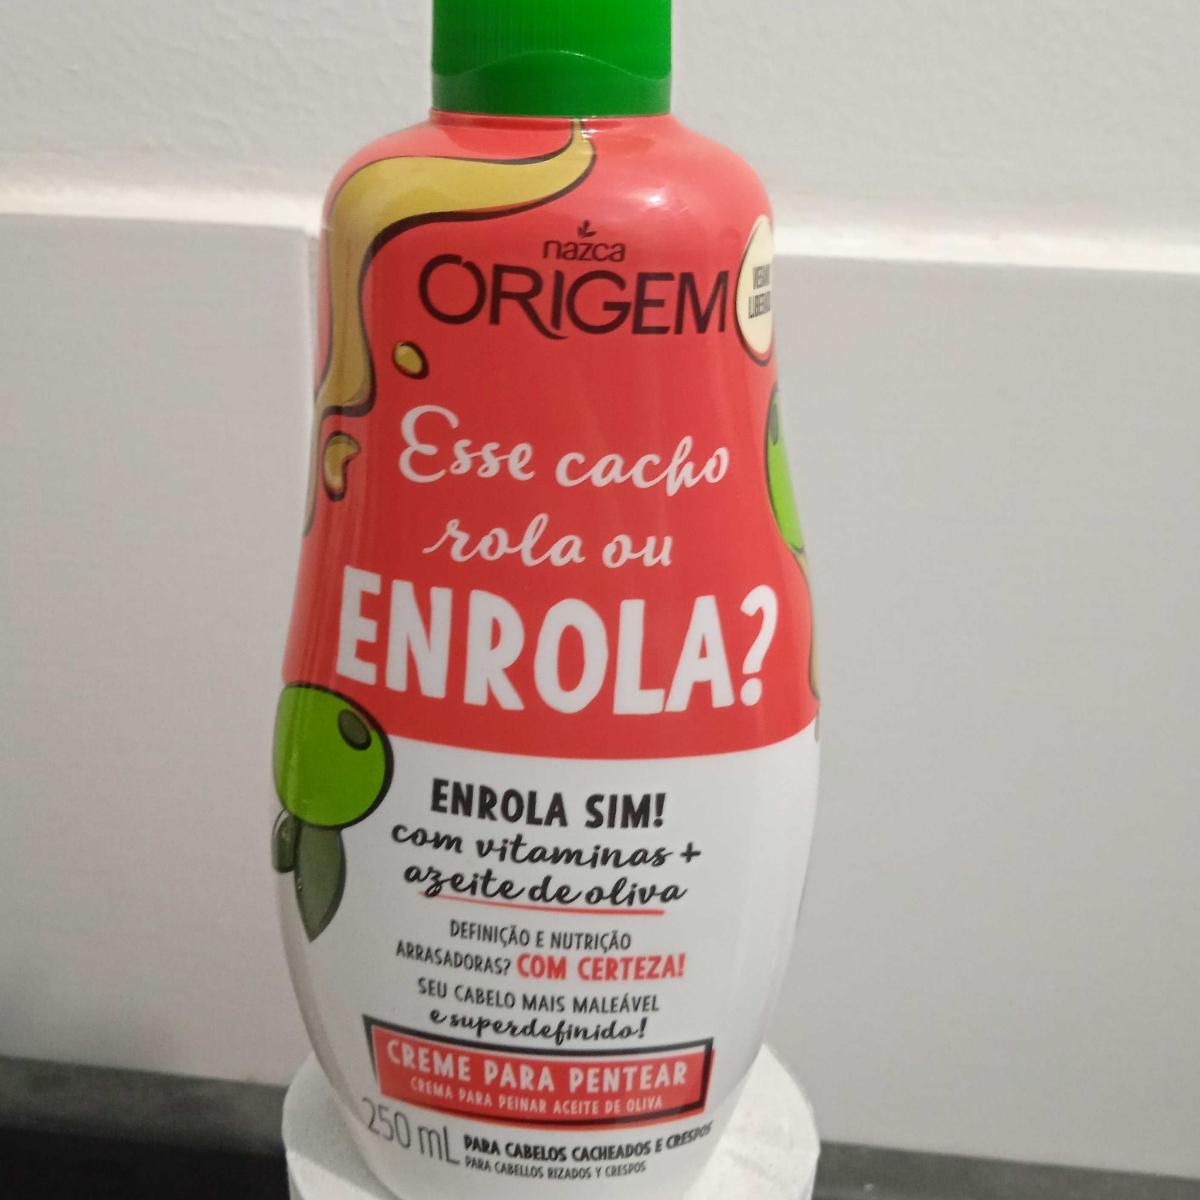 nazca
ORIGEM
Esse cacho
rola ou
ENROLA?
ENROLA SIM!
com vitaminas +
azeite de oliva
DEFINIÇÃO E NUTRIÇÃO
ARRASADORAS? COM CERTEZA!
SEU CABELO MAIS MALEÁVEL
e superdefinido!
CREME PARA PENTEAR
CREMA PARA PEINAR ACEITE DE OLIVA
250 mL
PARA CABELOS CACHEADOS E CRESPOS
PARA CABELLOS RIZADOS Y CRESPOS